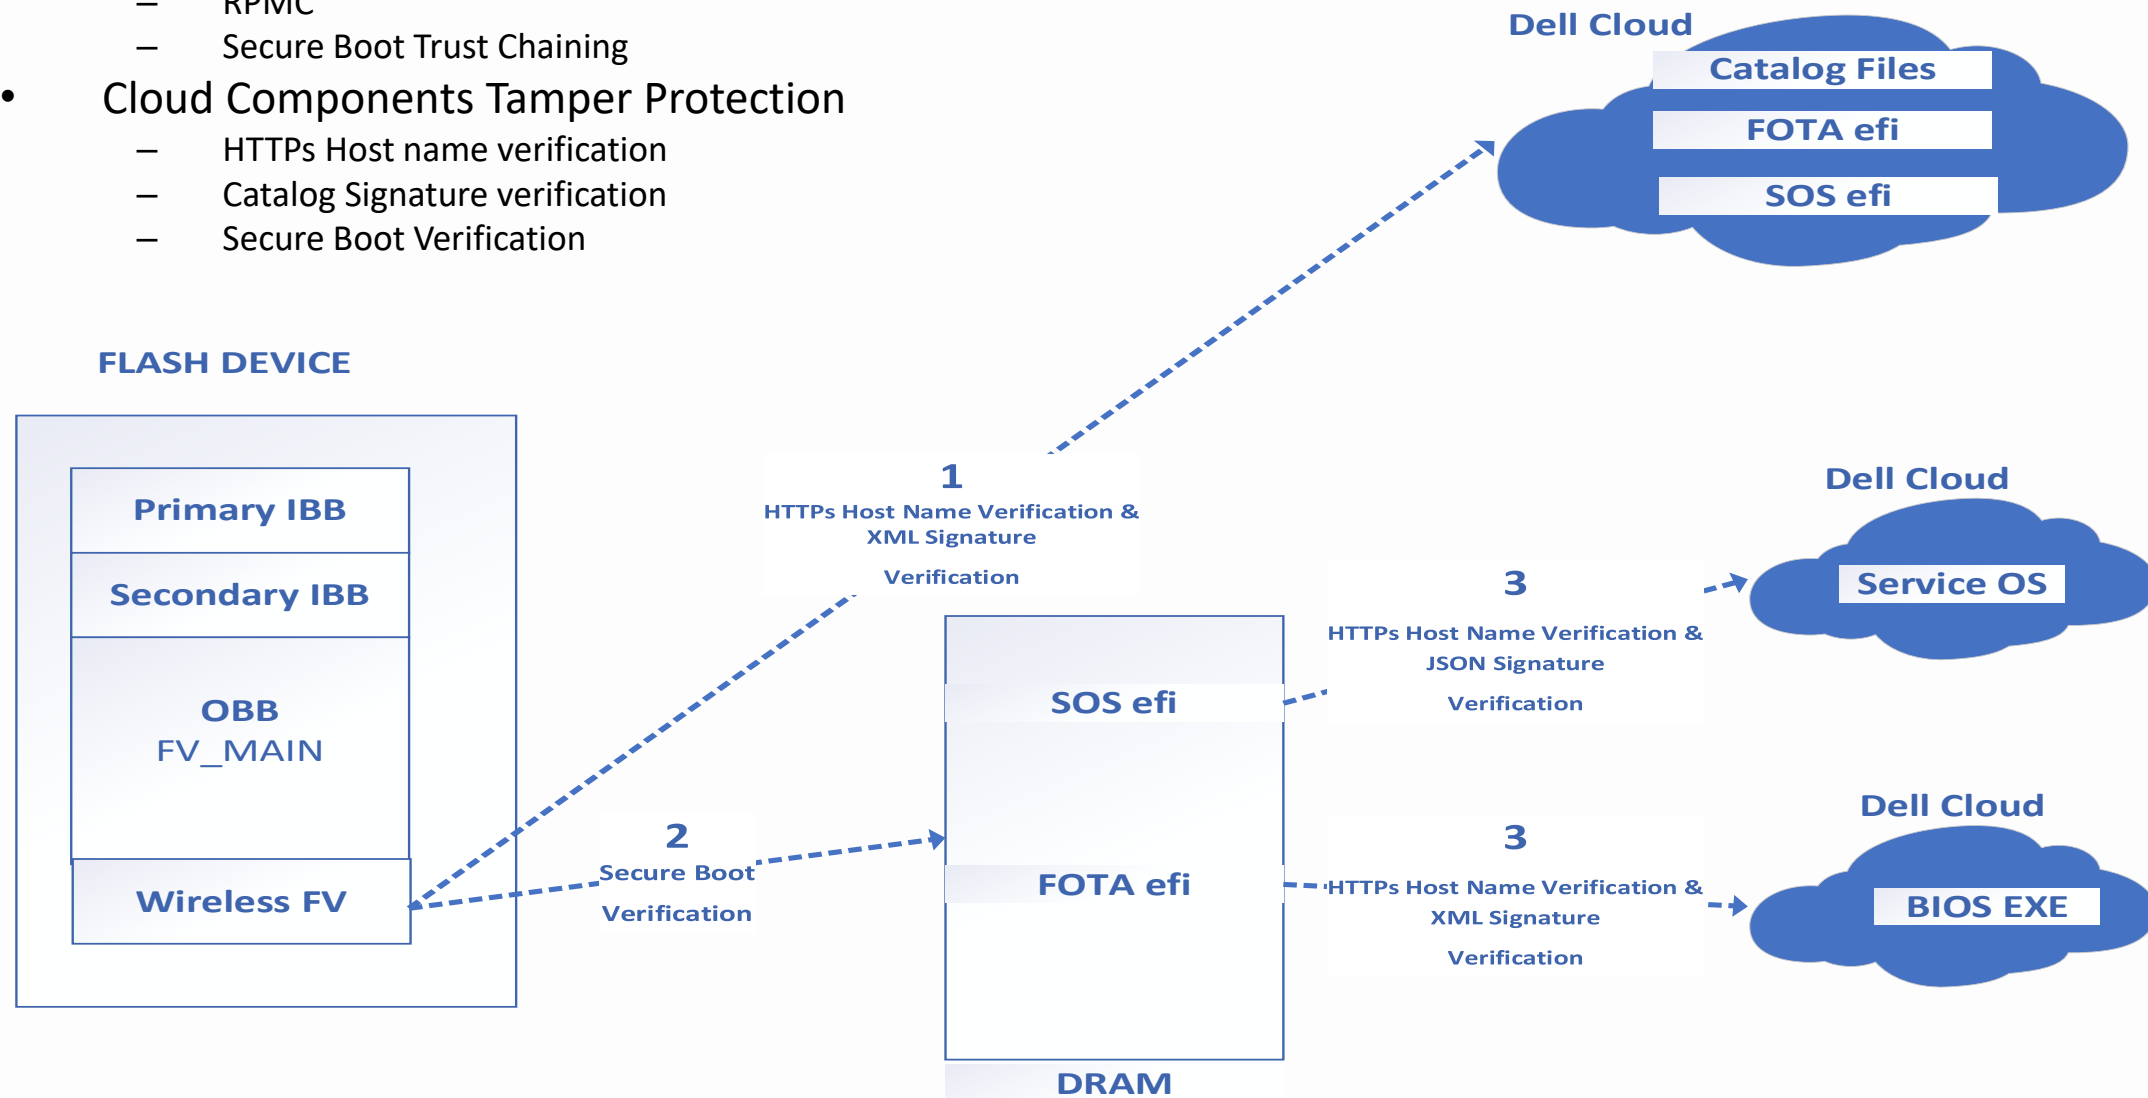 – RPMC
– Secure Boot Trust Chaining
• Cloud Components Tamper Protection
– HTTPs Host name verification
– Catalog Signature verification
– Secure Boot Verification
Dell Cloud
Catalog Files
FOTA efi
SOS efi
FLASH DEVICE
Primary IBB
Secondary IBB
OBB
FV_MAIN
Wireless FV
1
HTTPs Host Name Verification &
XML Signature
Verification
2
Secure Boot
Verification
SOS efi
FOTA efi
DRAM
3
HTTPs Host Name Verification &
JSON Signature
Verification
Dell Cloud
Service OS
3
HTTPs Host Name Verification &
XML Signature
Verification
Dell Cloud
BIOS EXE